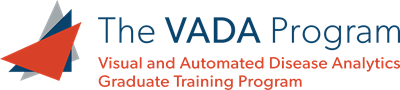 The VADA Program
Visual and Automated Disease Analytics
Graduate Training Program